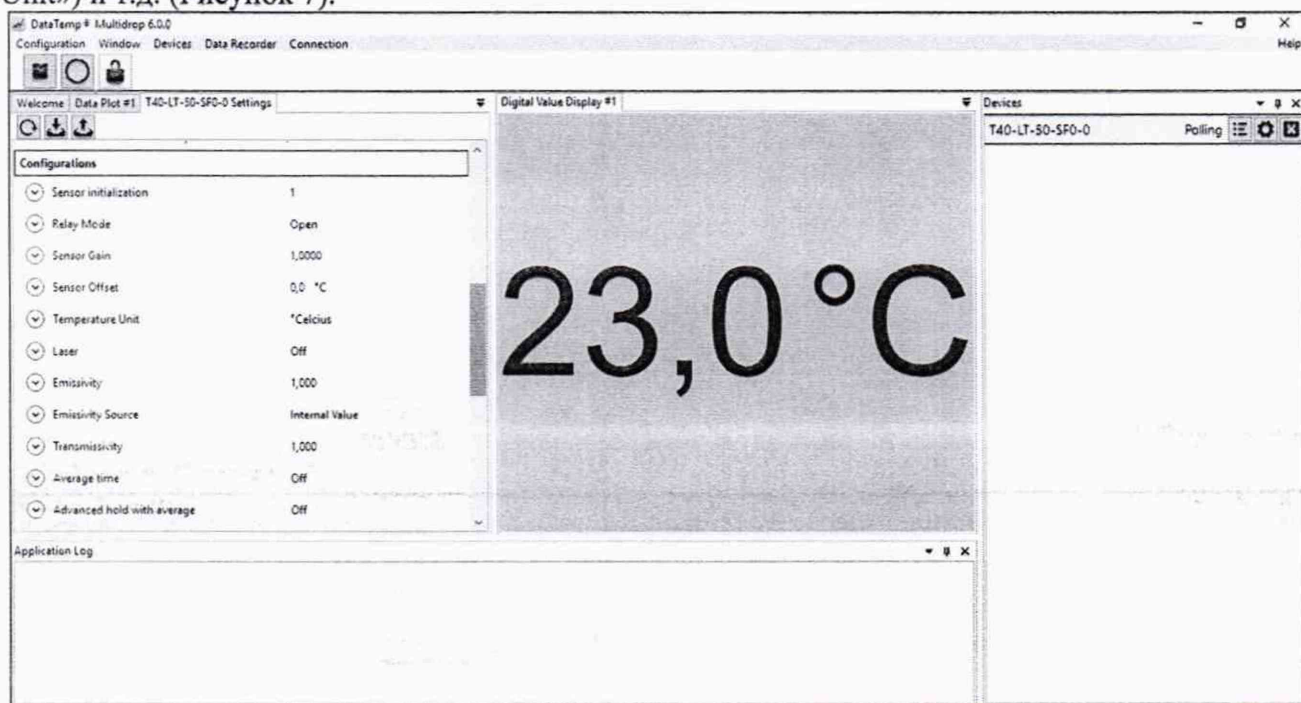 Unit») и т.д. (Рисунок 7).
DataTemp ® Multidrop 6.0.0
Configuration Window Devices Data Recorder Connection
Help
Welcome Data Plot #1 T40-LT-50-SF0-0 Settings
Configurations
Sensor initialization 1
Relay Mode Open
Sensor Gain 1,0000
Sensor Offset 0,0 °C
Temperature Unit °Celcius
Laser Off
Emissivity 1,000
Emissivity Source Internal Value
Transmissivity 1,000
Average time Off
Advanced hold with average Off
Digital Value Display #1
23,0 °C
Devices
T40-LT-50-SF0-0 Polling
Application Log